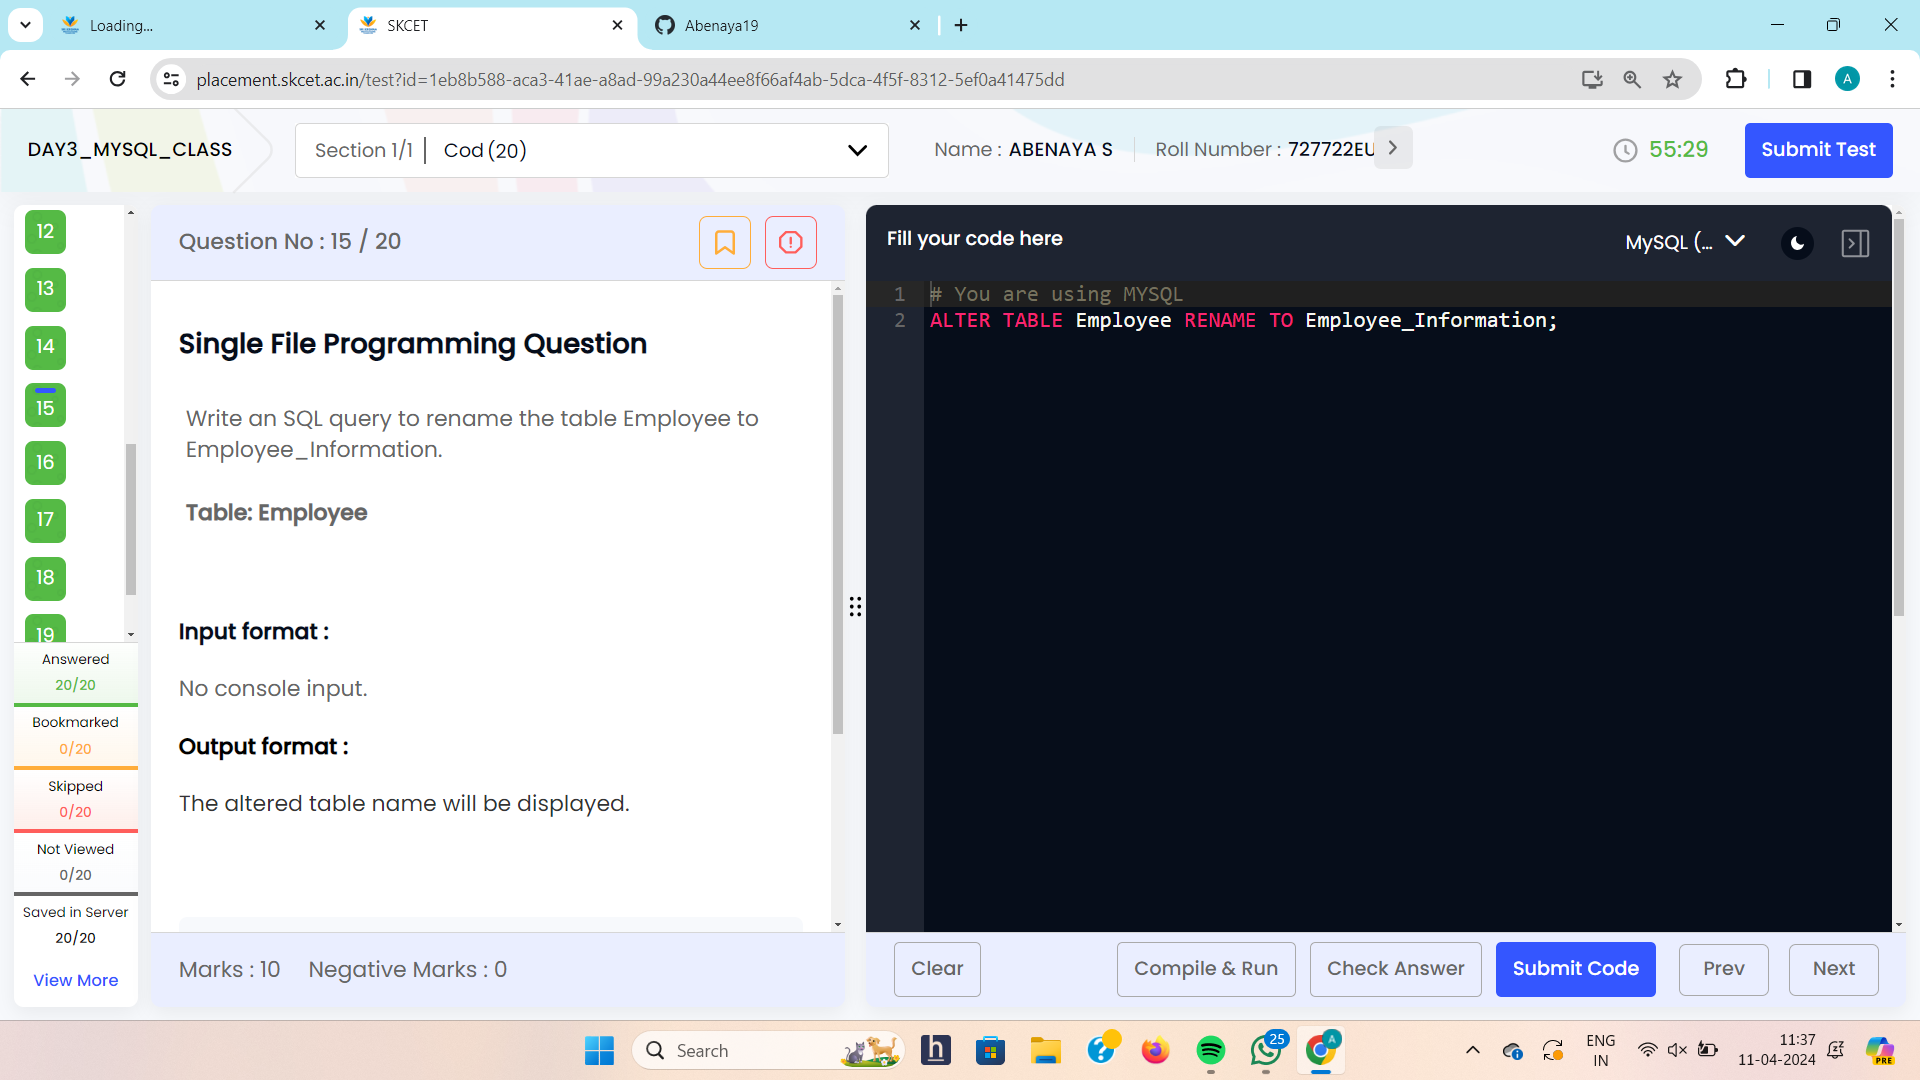 Loading...
SKCET
Abenaya19
placement.skcet.ac.in/test?id=1eb8b588-aca3-41ae-a8ad-99a230a44ee8f66af4ab-5dca-4f5f-8312-5ef0a41475dd
A
DAY3_MYSQL_CLASS
Section 1/1 | Cod (20)
Name : ABENAYA S
Roll Number : 727722EU
55:29
Submit Test
12
13
14
15
16
17
18
19
Answered
20/20
Bookmarked
0/20
Skipped
0/20
Not Viewed
0/20
Saved in Server
20/20
View More
Question No : 15 / 20
Single File Programming Question
Write an SQL query to rename the table Employee to
Employee_Information.
Table: Employee
Input format :
No console input.
Output format :
The altered table name will be displayed.
Marks : 10 Negative Marks : 0
Fill your code here
MySQL (...
1 # You are using MYSQL
2 ALTER TABLE Employee RENAME TO Employee_Information;
Clear
Compile & Run
Check Answer
Submit Code
Prev
Next
Search
h
25
A
ENG
IN
11:37
11-04-2024
PRE